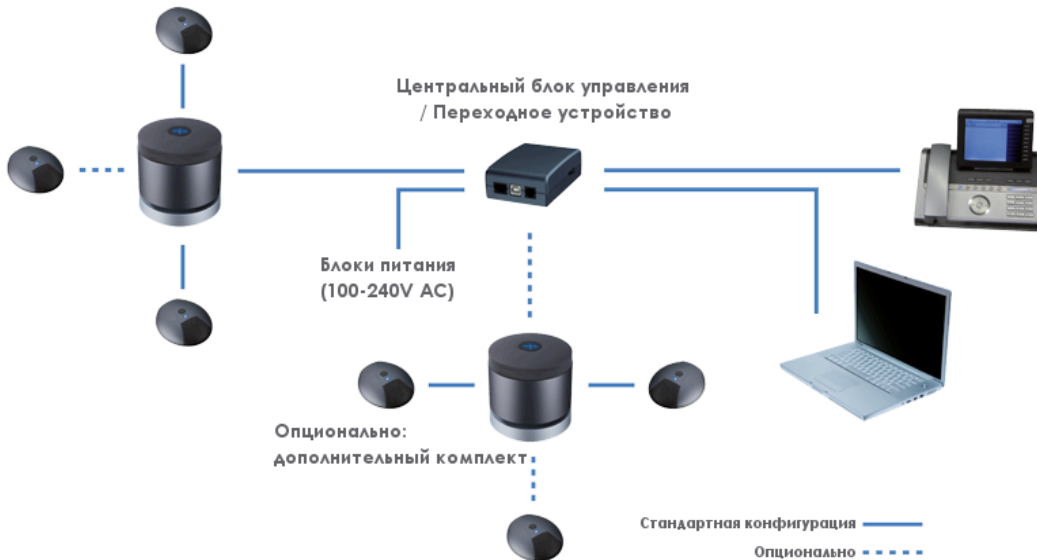 Центральный блок управления
/ Переходное устройство
Блоки питания
(100-240V AC)
Опционально:
дополнительный комплект
Стандартная конфигурация
Опционально